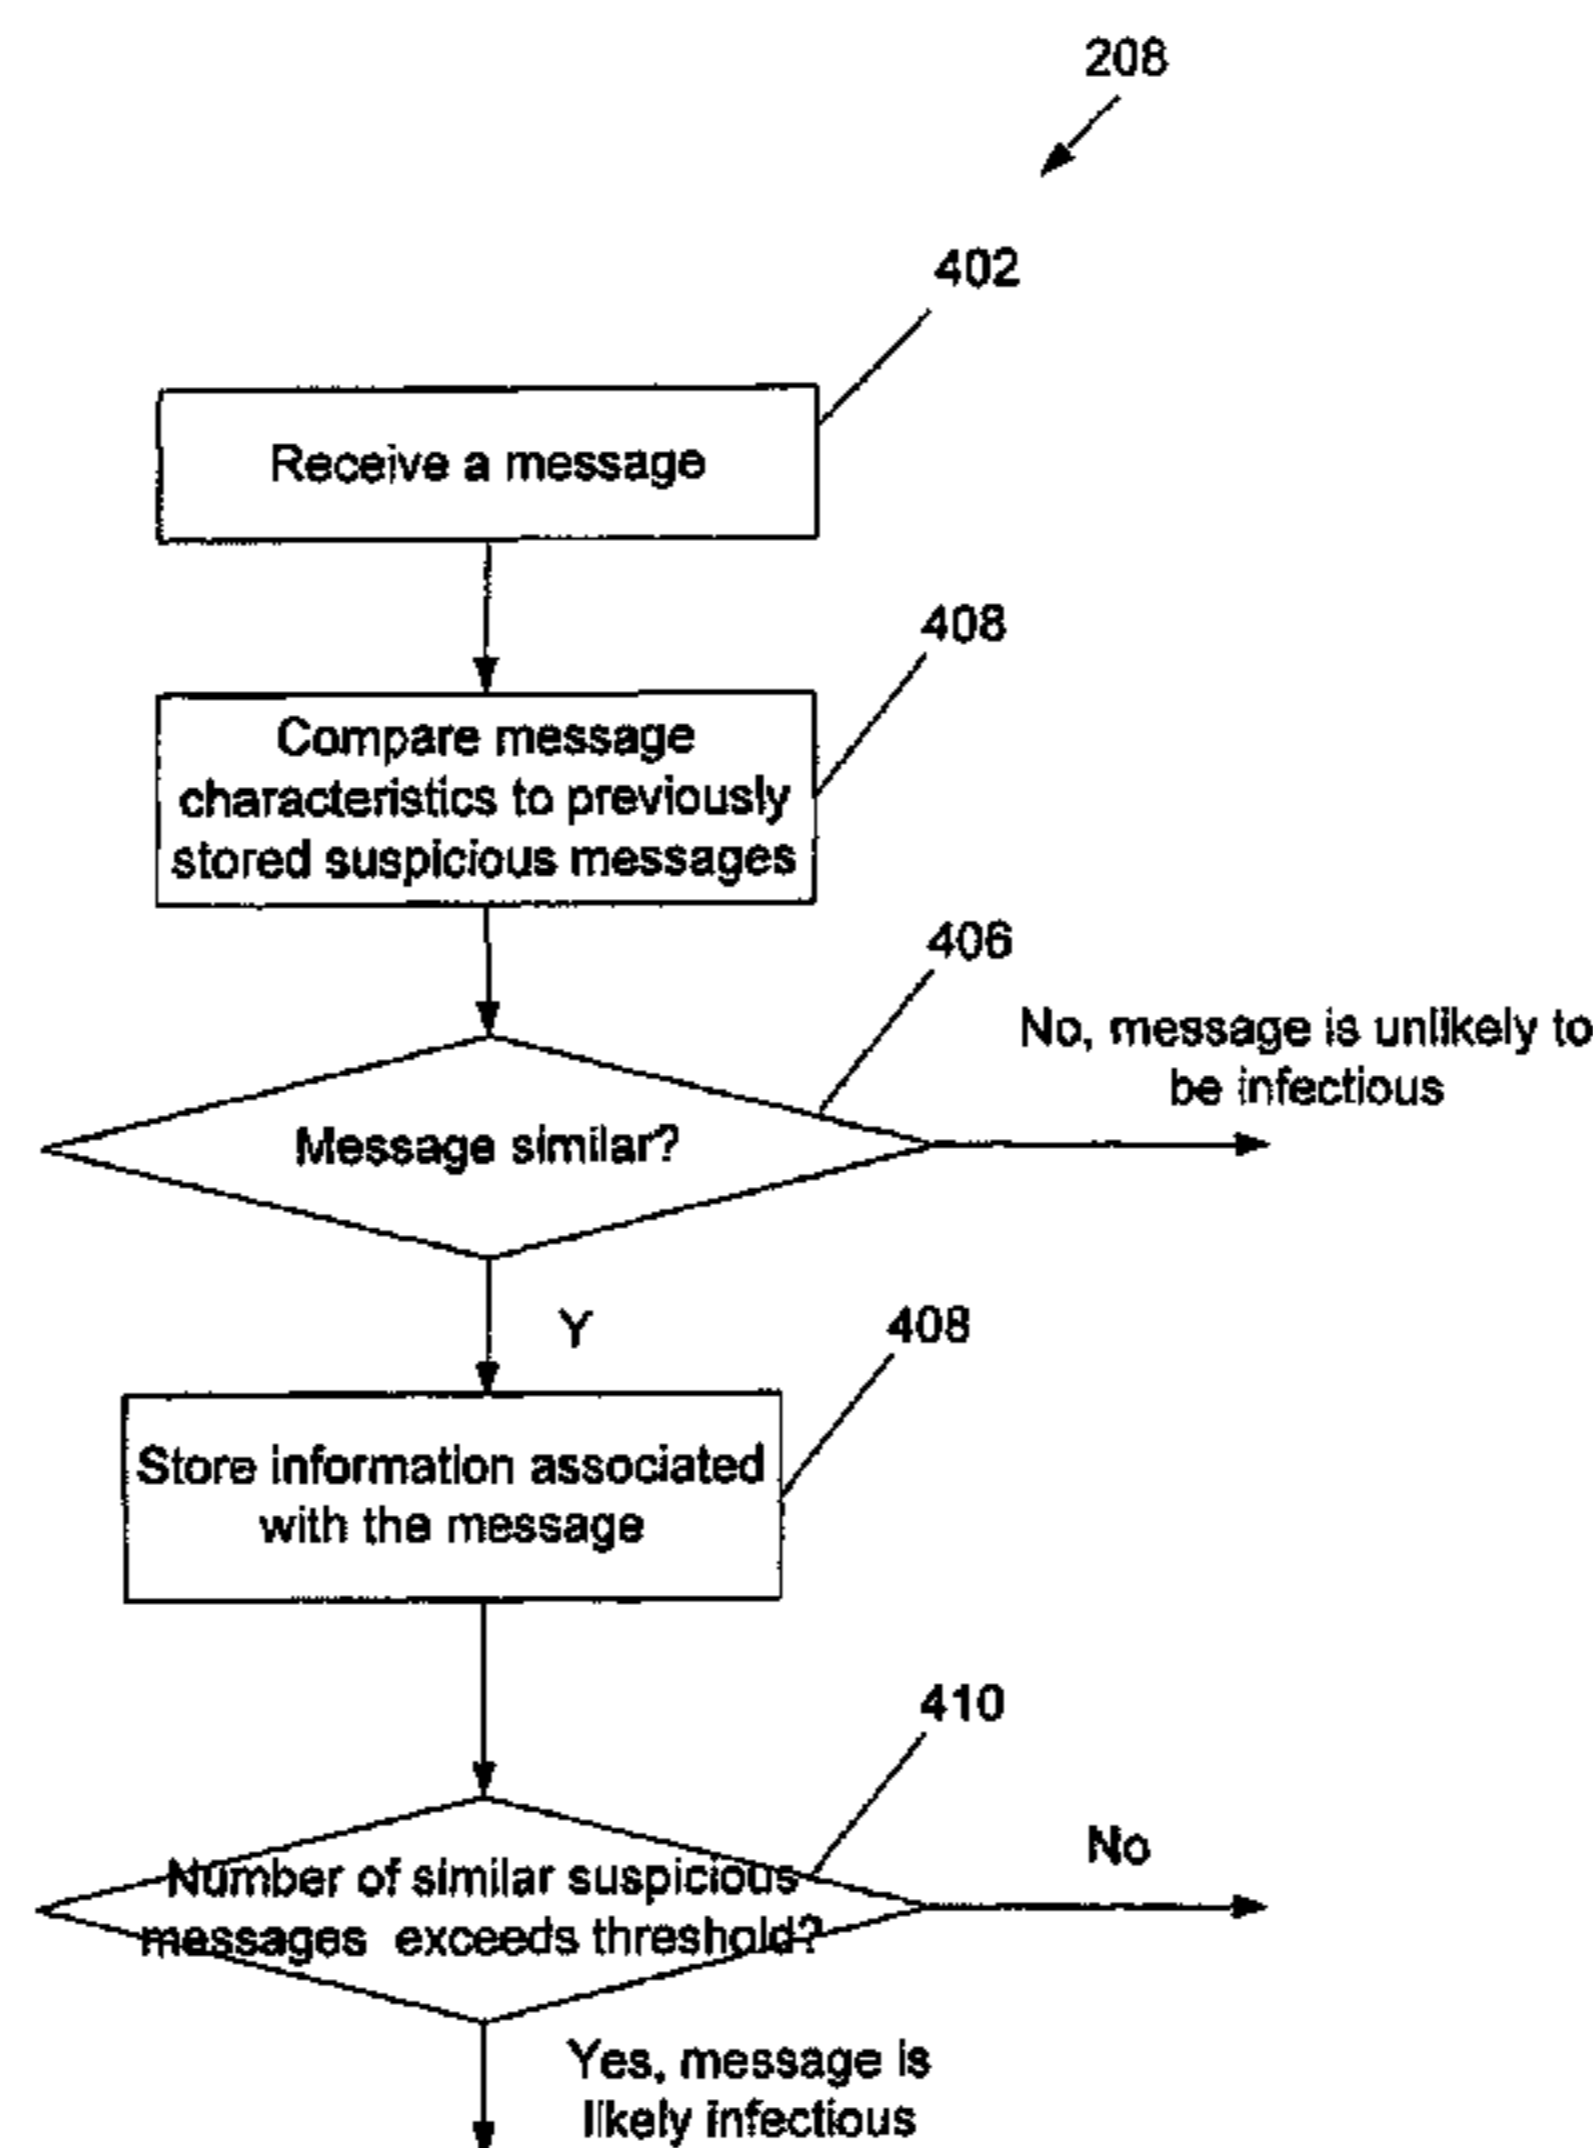 208
402
Receive a message
408
Compare message
characteristics to previously
stored suspicious messages
406
No, message is unlikely to
be infectious
Message similar?
Y
408
Store information associated
with the message
410
No
Number of similar suspicious
messages exceeds threshold?
Yes, message is
likely infectious